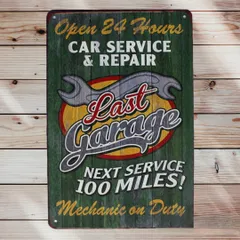 Open 24 Hours
CAR SERVICE
& REPAIR
Last
Garage
NEXT SERVICE
100 MILES!
Mechanic on Duty